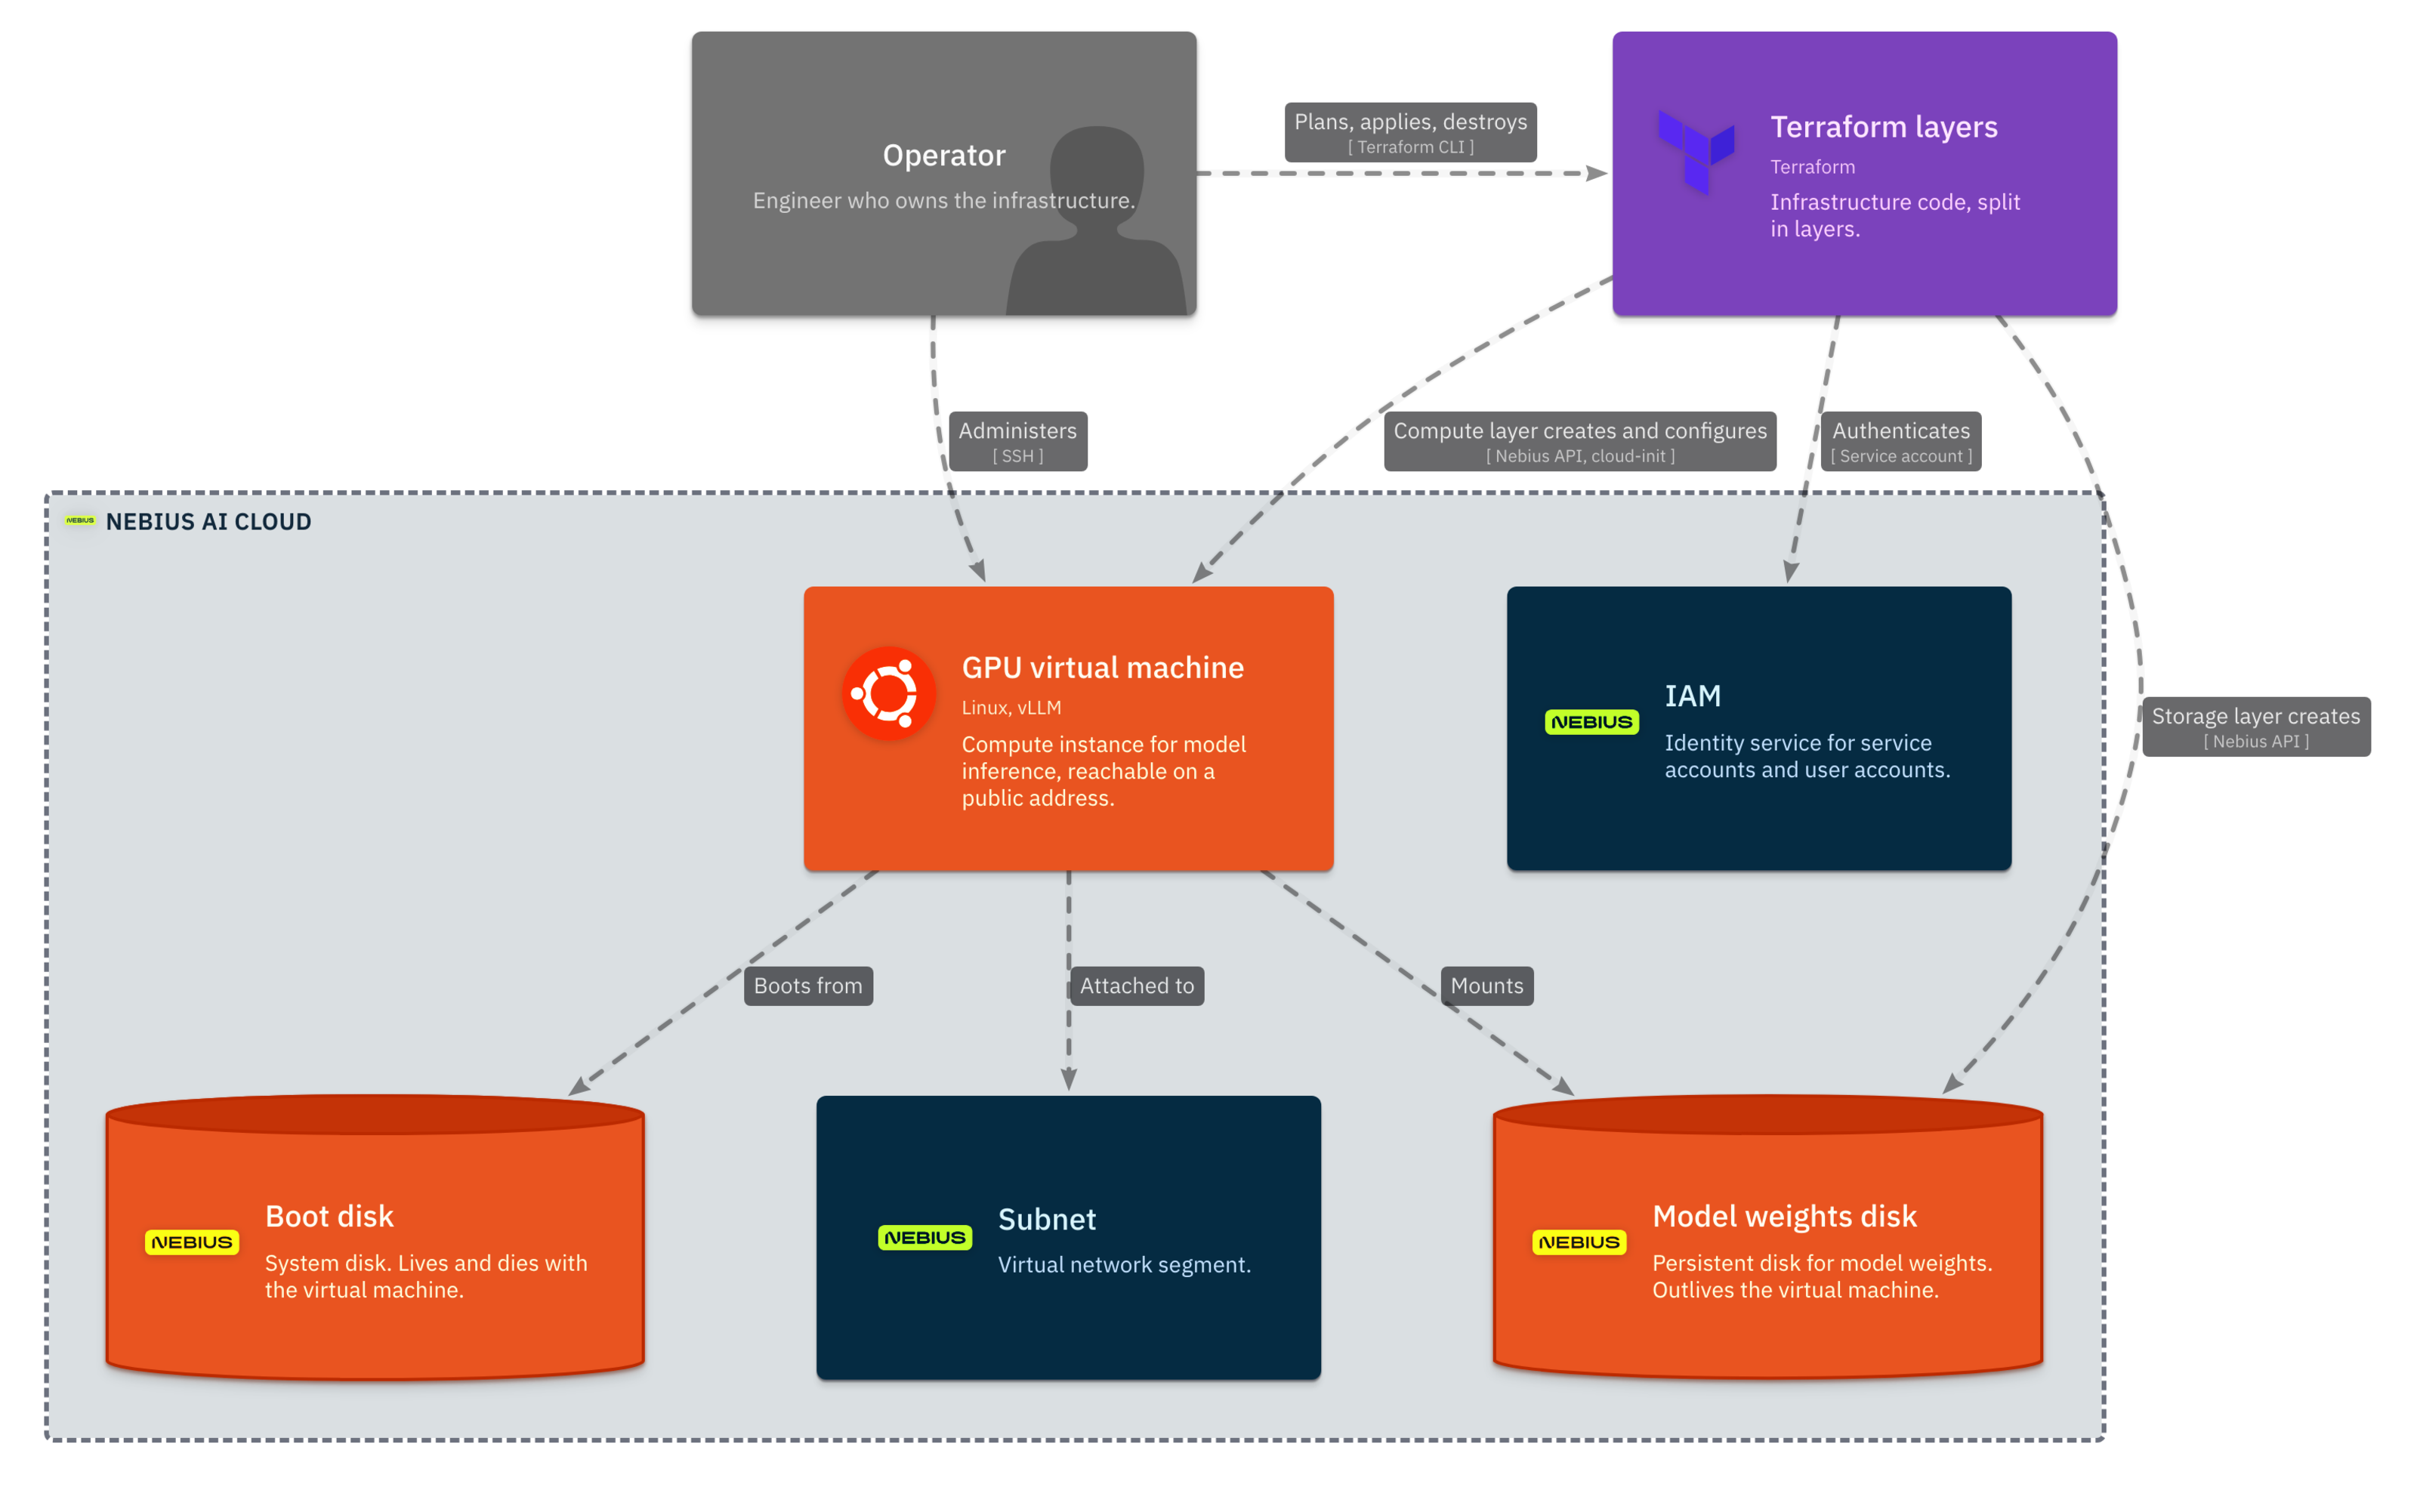 Operator
Engineer who owns the infrastructure.
Plans, applies, destroys
[ Terraform CLI ]
Terraform layers
Terraform
Infrastructure code, split
in layers.
Administers
[ SSH ]
Compute layer creates and configures
[ Nebius API, cloud-init ]
Authenticates
[ Service account ]
NEBIUS
NEBIUS AI CLOUD
GPU virtual machine
Linux, vLLM
Compute instance for model
inference, reachable on a
public address.
NEBIUS
IAM
Identity service for service
accounts and user accounts.
Storage layer creates
[ Nebius API ]
Boots from
Attached to
Mounts
NEBIUS
Boot disk
System disk. Lives and dies with
the virtual machine.
NEBIUS
Subnet
Virtual network segment.
NEBIUS
Model weights disk
Persistent disk for model weights.
Outlives the virtual machine.